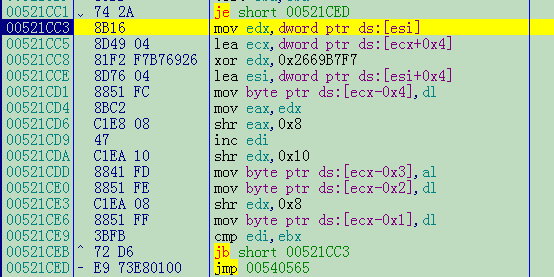 00521CC1 ⌄ 74 2A je short 00521CED
00521CC3 8B16 mov edx,dword ptr ds:[esi]
00521CC5 8D49 04 lea ecx,dword ptr ds:[ecx+0x4]
00521CC8 81F2 F7B76926 xor edx,0x2669B7F7
00521CCE 8D76 04 lea esi,dword ptr ds:[esi+0x4]
00521CD1 8851 FC mov byte ptr ds:[ecx-0x4],dl
00521CD4 8BC2 mov eax,edx
00521CD6 C1E8 08 shr eax,0x8
00521CD9 47 inc edi
00521CDA C1EA 10 shr edx,0x10
00521CDD 8841 FD mov byte ptr ds:[ecx-0x3],al
00521CE0 8851 FE mov byte ptr ds:[ecx-0x2],dl
00521CE3 C1EA 08 shr edx,0x8
00521CE6 8851 FF mov byte ptr ds:[ecx-0x1],dl
00521CE9 3BFB cmp edi,ebx
00521CEB ^ 72 D6 jb short 00521CC3
00521CED - E9 73E80100 jmp 00540565